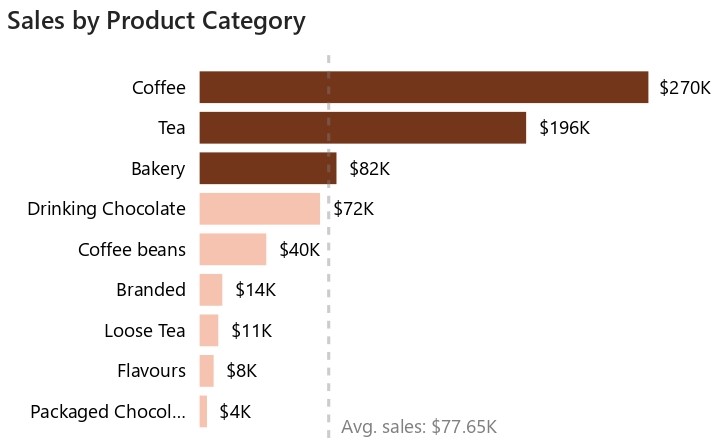 Sales by Product Category
Coffee $270K
Tea $196K
Bakery $82K
Drinking Chocolate $72K
Coffee beans $40K
Branded $14K
Loose Tea $11K
Flavours $8K
Packaged Chocol... $4K
Avg. sales: $77.65K